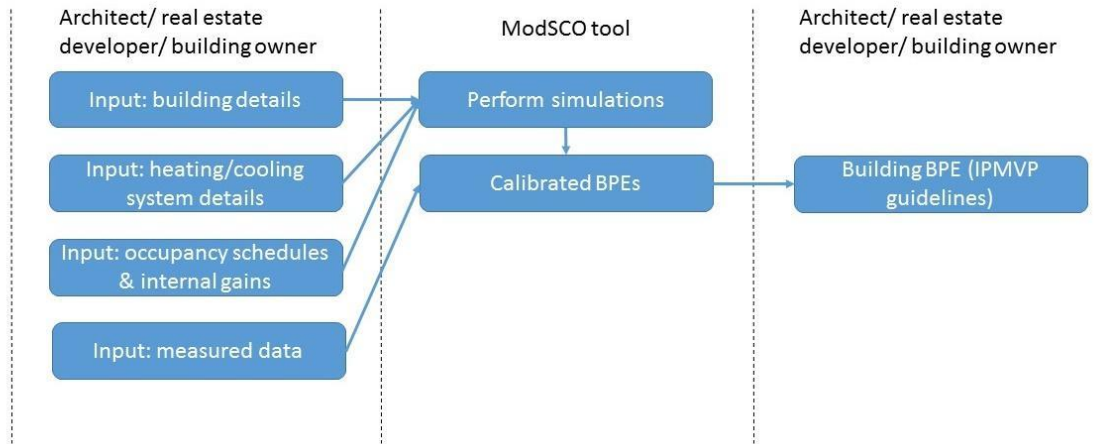 Architect/ real estate
developer/ building owner
ModSCO tool
Architect/ real estate
developer/ building owner
Input: building details
Perform simulations
Input: heating/cooling
system details
Calibrated BPEs
Building BPE (IPMVP
guidelines)
Input: occupancy schedules
& internal gains
Input: measured data